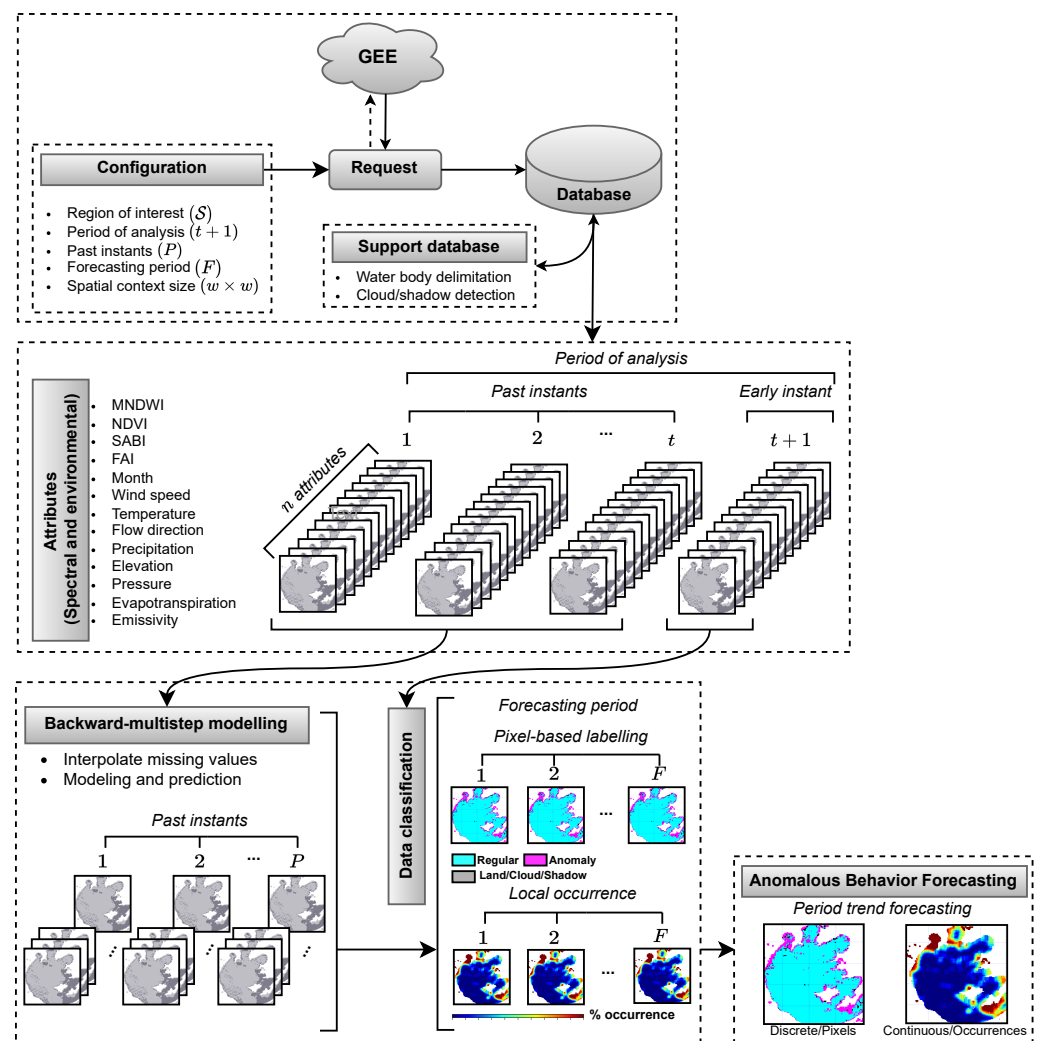 GEE
Configuration
Request
Database
• Region of interest (𝒮)
• Period of analysis (t + 1)
• Past instants (P)
• Forecasting period (F)
• Spatial context size (w × w)
Support database
• Water body delimitation
• Cloud/shadow detection
Attributes
(Spectral and environmental)
• MNDWI
• NDVI
• SABI
• FAI
• Month
• Wind speed
• Temperature
• Flow direction
• Precipitation
• Elevation
• Pressure
• Evapotranspiration
• Emissivity
Period of analysis
Past instants
Early instant
1 2 ... t t + 1
n attributes
Backward-multistep modelling
• Interpolate missing values
• Modeling and prediction
Past instants
1 2 ... P
Data classification
Forecasting period
Pixel-based labelling
1 2 F
...
Regular Anomaly
Land/Cloud/Shadow
Local occurrence
1 2 F
...
% occurrence
Anomalous Behavior Forecasting
Period trend forecasting
Discrete/Pixels Continuous/Occurrences